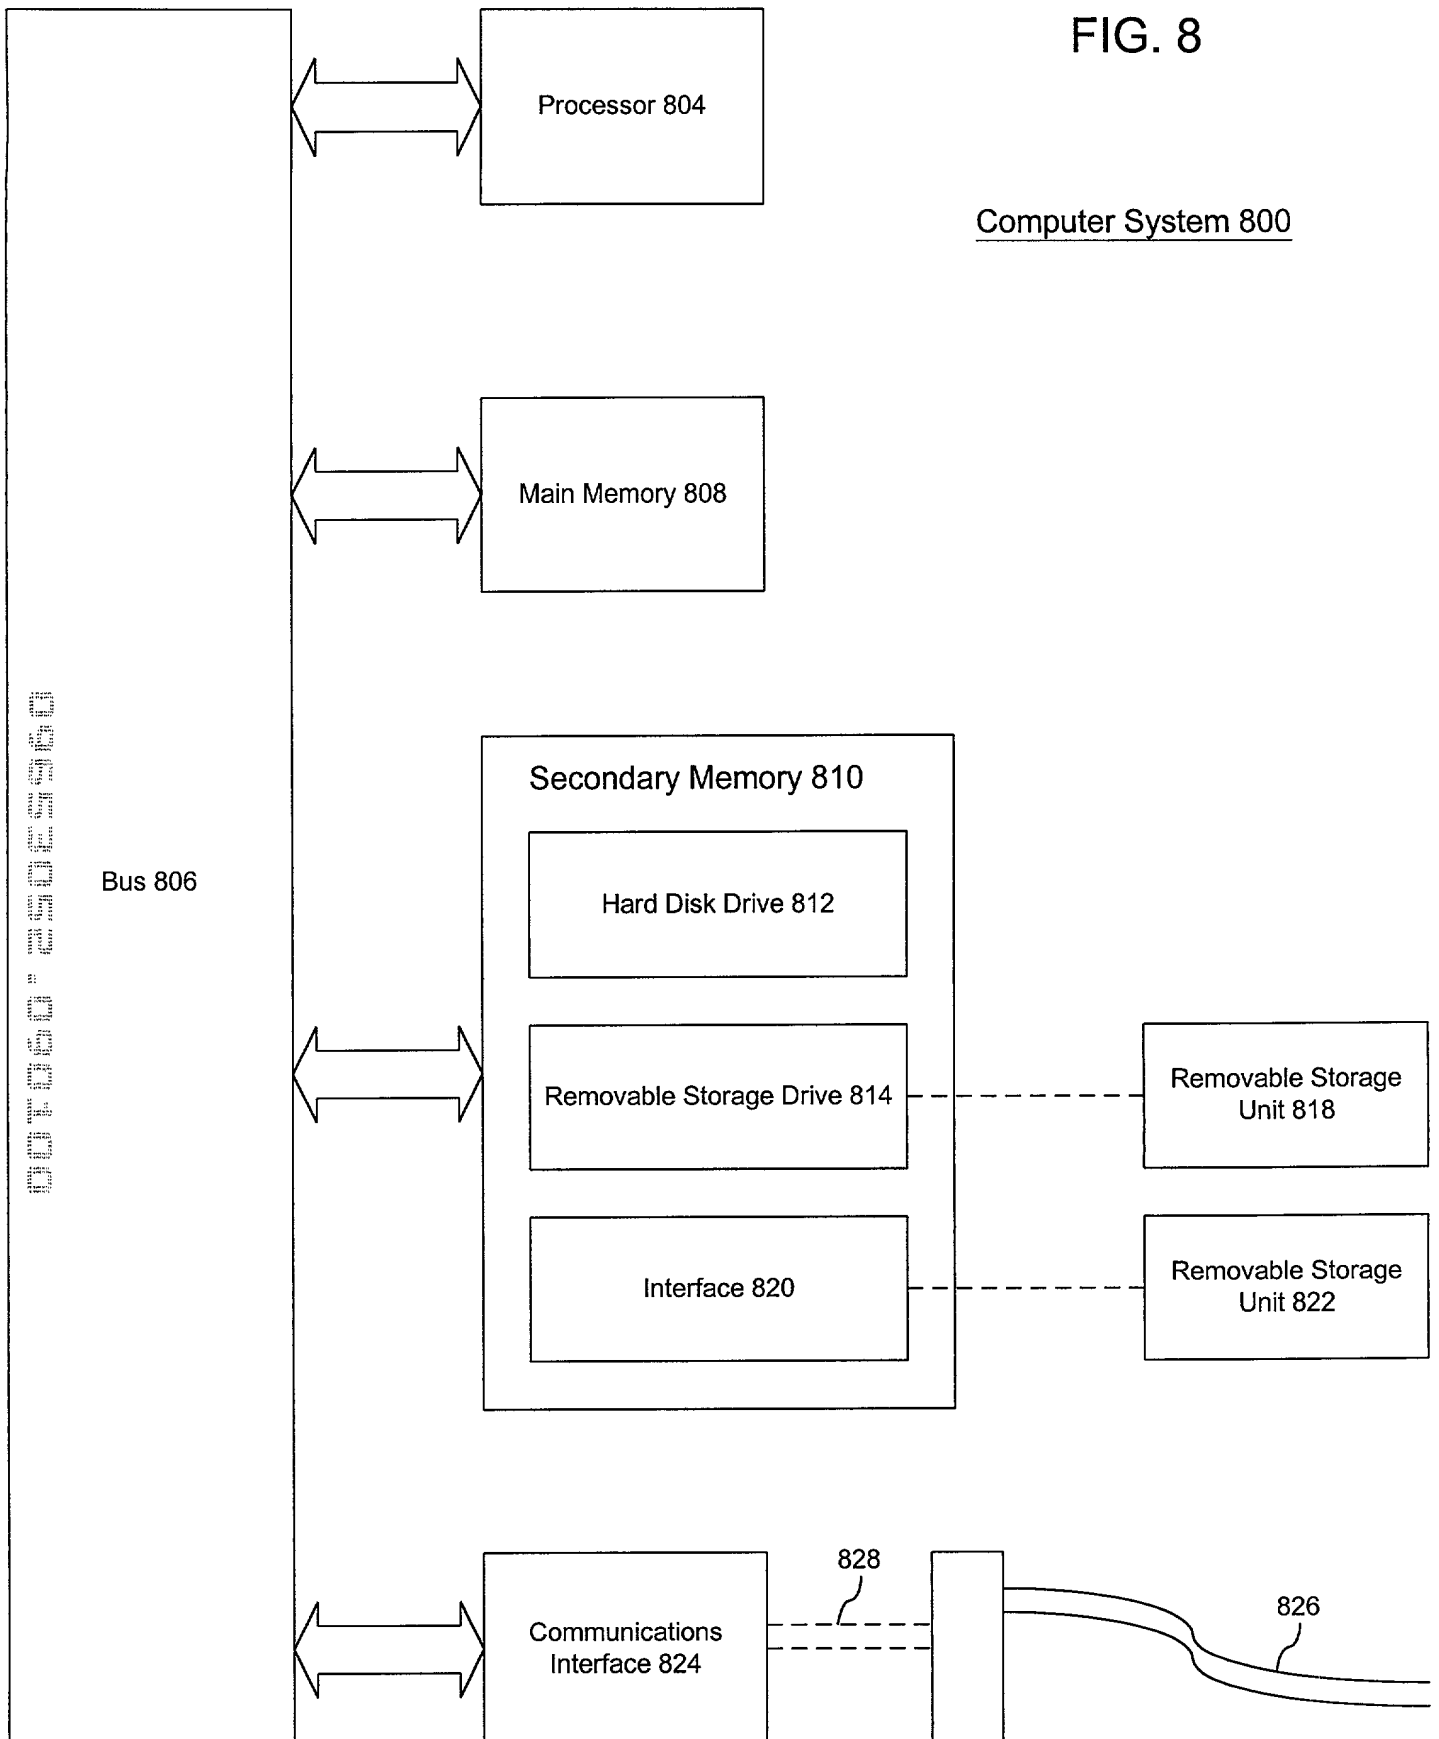 FIG. 8
Processor 804
Computer System 800
Main Memory 808
Secondary Memory 810
Bus 806
Hard Disk Drive 812
Removable Storage Drive 814
Removable Storage
Unit 818
Interface 820
Removable Storage
Unit 822
828
826
Communications
Interface 824